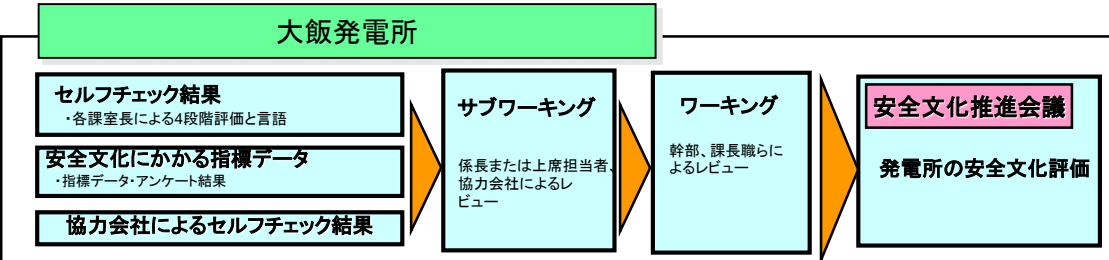 大飯発電所
セルフチェック結果
・各課室長による4段階評価と言語
安全文化にかかる指標データ
・指標データ・アンケート結果
協力会社によるセルフチェック結果
サブワーキング
係長または上席担当者、
協力会社によるレ
ビュー
ワーキング
幹部、課長職らに
よるレビュー
安全文化推進会議
発電所の安全文化評価